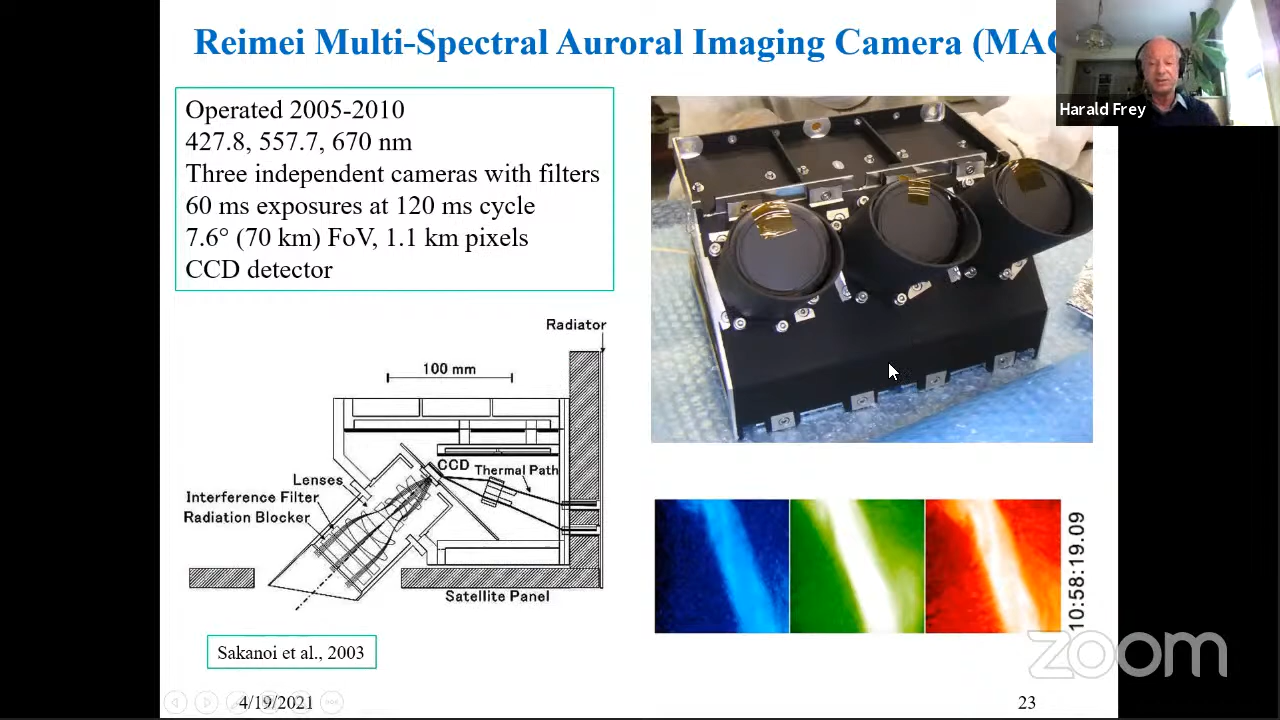 Reimei Multi-Spectral Auroral Imaging Camera (MAC
Harald Frey
Operated 2005-2010
427.8, 557.7, 670 nm
Three independent cameras with filters
60 ms exposures at 120 ms cycle
7.6° (70 km) FoV, 1.1 km pixels
CCD detector
Radiator
100 mm
CCD
Thermal Path
Lenses
Interference Filter
Radiation Blocker
Satellite Panel
10:58:19.09
Sakanoi et al., 2003
zoom
4/19/2021
23